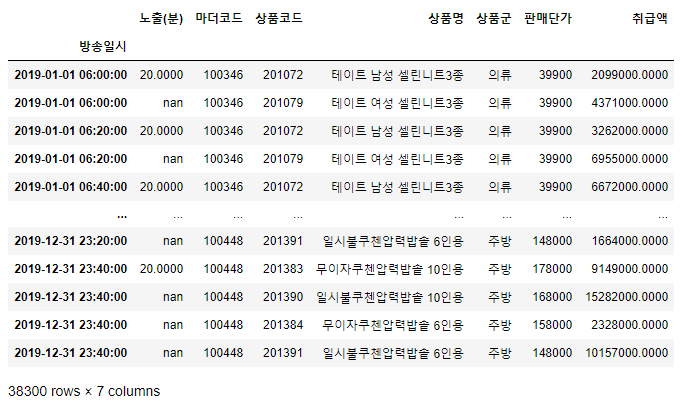 노출(분) 마더코드 상품코드 상품명 상품군 판매단가 취급액
방송일시
2019-01-01 06:00:00 20.0000 100346 201072 테이트 남성 셀린니트3종 의류 39900 2099000.0000
2019-01-01 06:00:00 nan 100346 201079 테이트 여성 셀린니트3종 의류 39900 4371000.0000
2019-01-01 06:20:00 20.0000 100346 201072 테이트 남성 셀린니트3종 의류 39900 3262000.0000
2019-01-01 06:20:00 nan 100346 201079 테이트 여성 셀린니트3종 의류 39900 6955000.0000
2019-01-01 06:40:00 20.0000 100346 201072 테이트 남성 셀린니트3종 의류 39900 6672000.0000
... ... ... ... ... ... ... ...
2019-12-31 23:20:00 nan 100448 201391 일시불쿠첸압력밥솥 6인용 주방 148000 1664000.0000
2019-12-31 23:40:00 20.0000 100448 201383 무이자쿠첸압력밥솥 10인용 주방 178000 9149000.0000
2019-12-31 23:40:00 nan 100448 201390 일시불쿠첸압력밥솥 10인용 주방 168000 15282000.0000
2019-12-31 23:40:00 nan 100448 201384 무이자쿠첸압력밥솥 6인용 주방 158000 2328000.0000
2019-12-31 23:40:00 nan 100448 201391 일시불쿠첸압력밥솥 6인용 주방 148000 10157000.0000
38300 rows × 7 columns